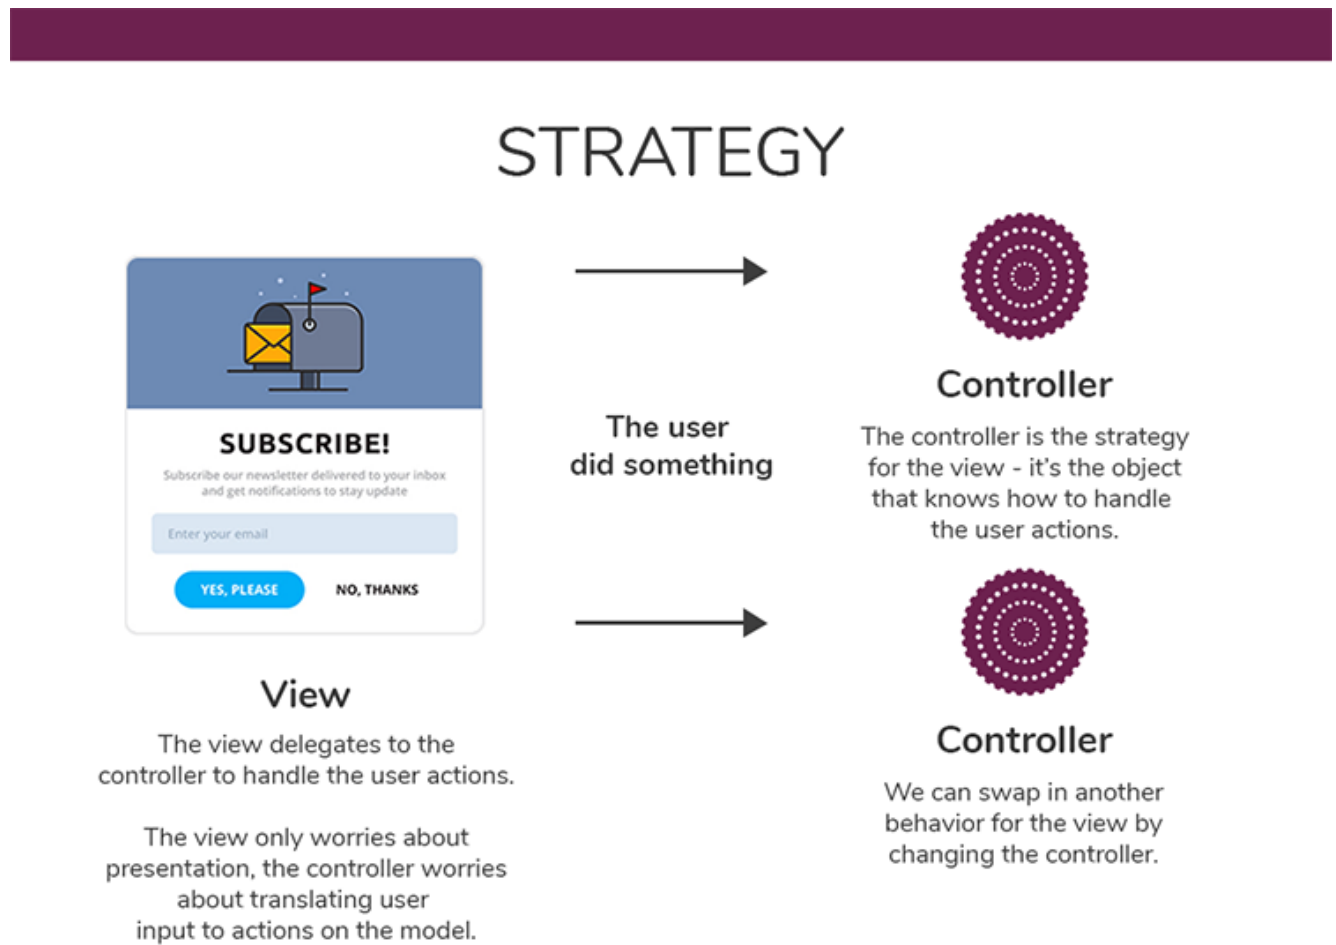 STRATEGY
SUBSCRIBE!
Subscribe our newsletter delivered to your inbox
and get notifications to stay update
Enter your email
YES, PLEASE
NO, THANKS
View
The view delegates to the
controller to handle the user actions.
The view only worries about
presentation, the controller worries
about translating user
input to actions on the model.
The user
did something
Controller
The controller is the strategy
for the view - it's the object
that knows how to handle
the user actions.
Controller
We can swap in another
behavior for the view by
changing the controller.